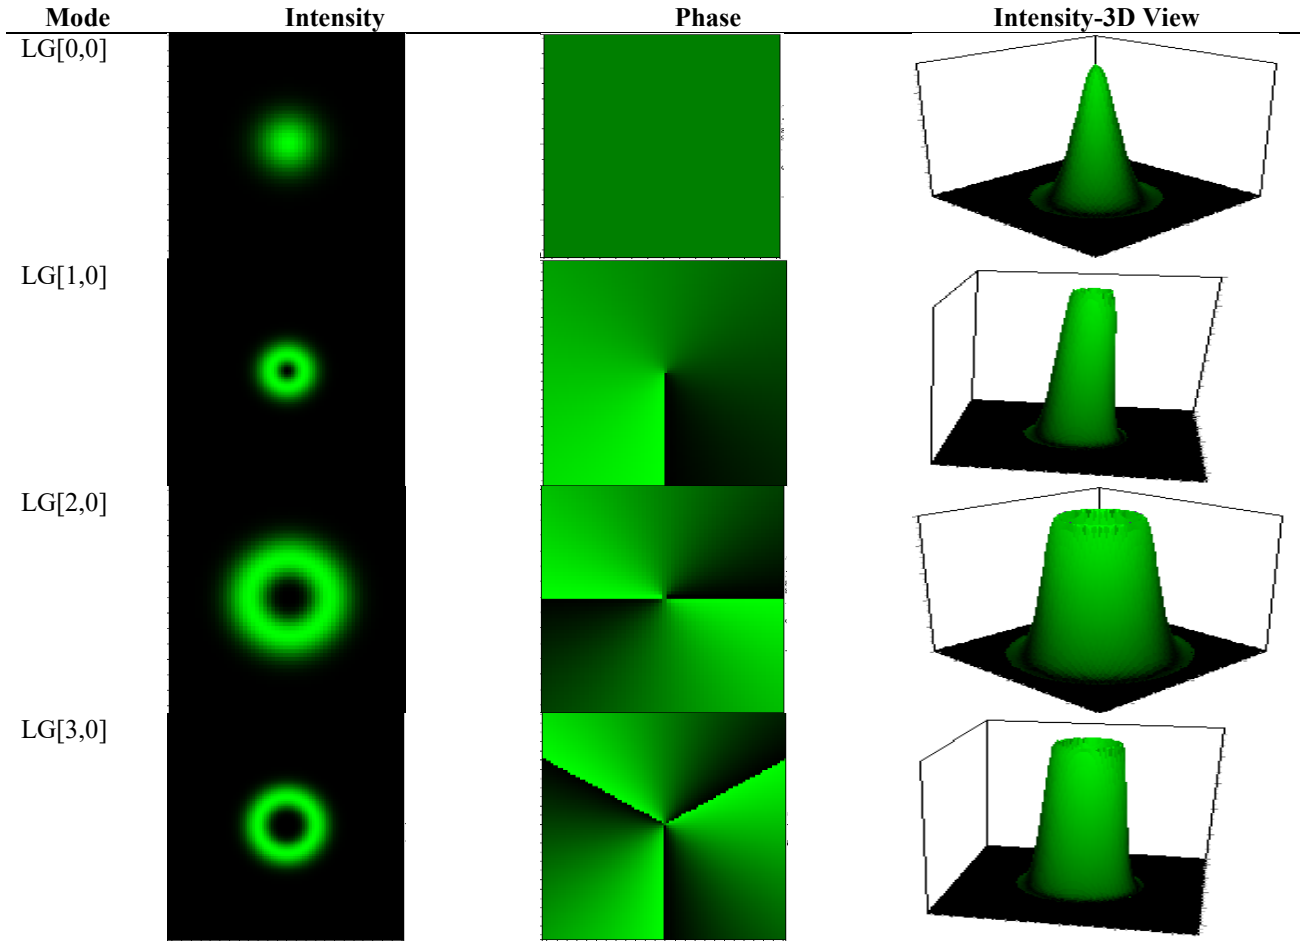 Mode Intensity Phase Intensity-3D View
LG[0,0]
LG[1,0]
LG[2,0]
LG[3,0]